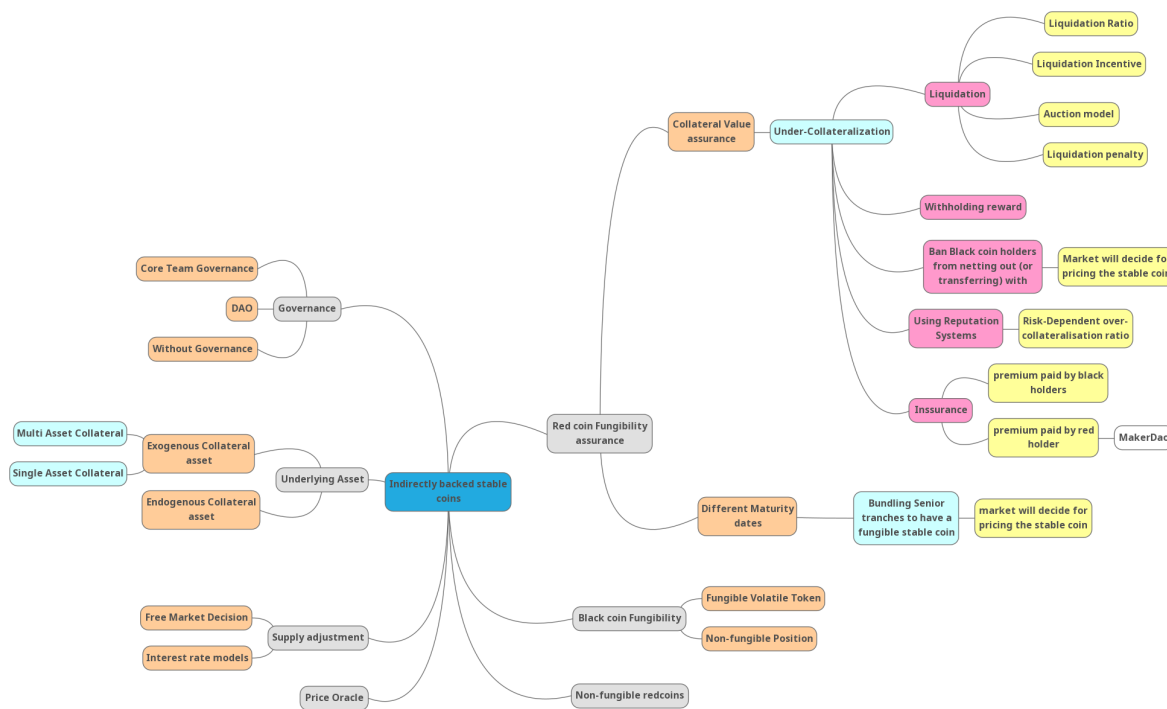 Liquidation Ratio
Liquidation Incentive
Liquidation
Auction model
Liquidation penalty
Collateral Value
assurance
Under-Collateralization
Withholding reward
Ban Black coin holders
from netting out (or
transferring) with
Market will decide fo
pricing the stable coin
Using Reputation
Systems
Risk-Dependent over-
collateralisation ratio
premium paid by black
holders
Inssurance
premium paid by red
holder
MakerDao
Core Team Governance
DAO
Governance
Without Governance
Red coin Fungibility
assurance
Multi Asset Collateral
Exogenous Collateral
asset
Single Asset Collateral
Underlying Asset
Endogenous Collateral
asset
Indirectly backed stable
coins
Different Maturity
dates
Bundling Senior
tranches to have a
fungible stable coin
market will decide for
pricing the stable coin
Free Market Decision
Supply adjustment
Interest rate models
Price Oracle
Black coin Fungibility
Fungible Volatile Token
Non-fungible Position
Non-fungible redcoins